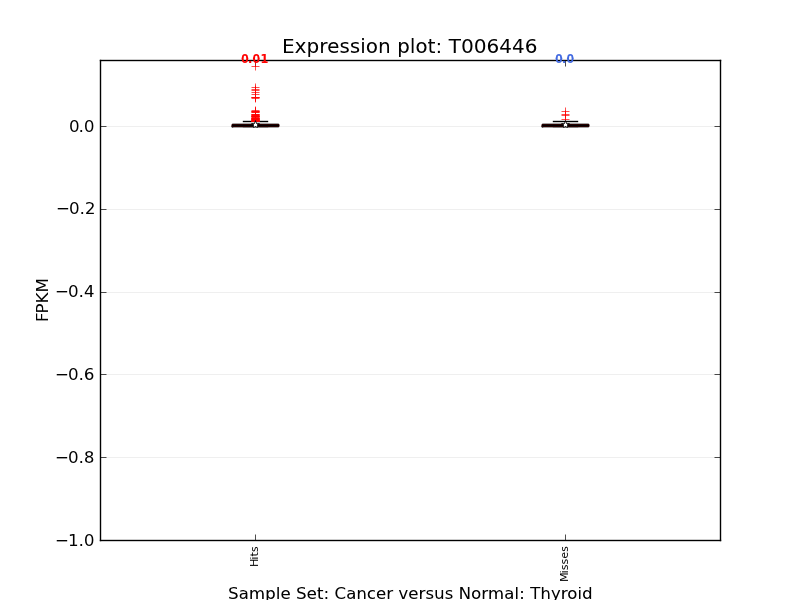 Expression plot: T006446
0.01
0.0
0.0
−0.2
−0.4
−0.6
−0.8
−1.0
FPKM
Hits
Misses
Sample Set: Cancer versus Normal: Thyroid